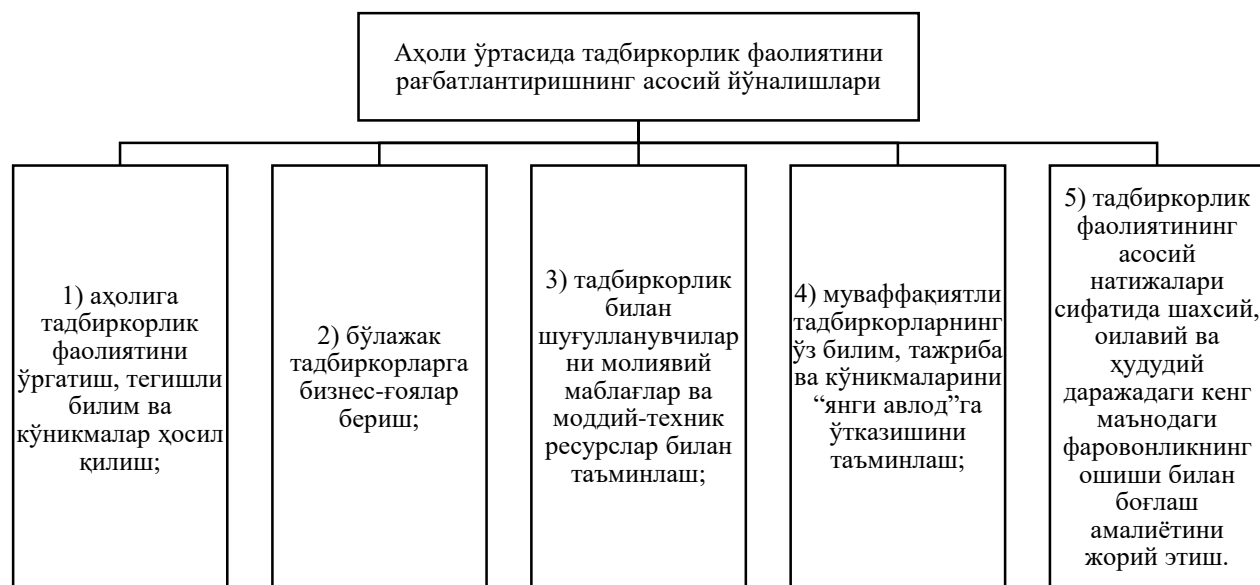 Аҳоли ўртасида тадбиркорлик фаолиятини
рағбатлантиришнинг асосий йўналишлари
1) аҳолига
тадбиркорлик
фаолиятини
ўргатиш, тегишли
билим ва
кўникмалар ҳосил
қилиш;
2) бўлажак
тадбиркорларга
бизнес-ғоялар
бериш;
3) тадбиркорлик
билан
шуғулланувчилар
ни молиявий
маблағлар ва
моддий-техник
ресурслар билан
таъминлаш;
4) муваффақиятли
тадбиркорларнинг
ўз билим, тажриба
ва кўникмаларини
“янги авлод”га
ўтказишини
таъминлаш;
5) тадбиркорлик
фаолиятининг
асосий
натижалари
сифатида шахсий,
оилавий ва
ҳудудий
даражадаги кенг
маънодаги
фаровонликнинг
ошиши билан
боғлаш
амалиётини
жорий этиш.